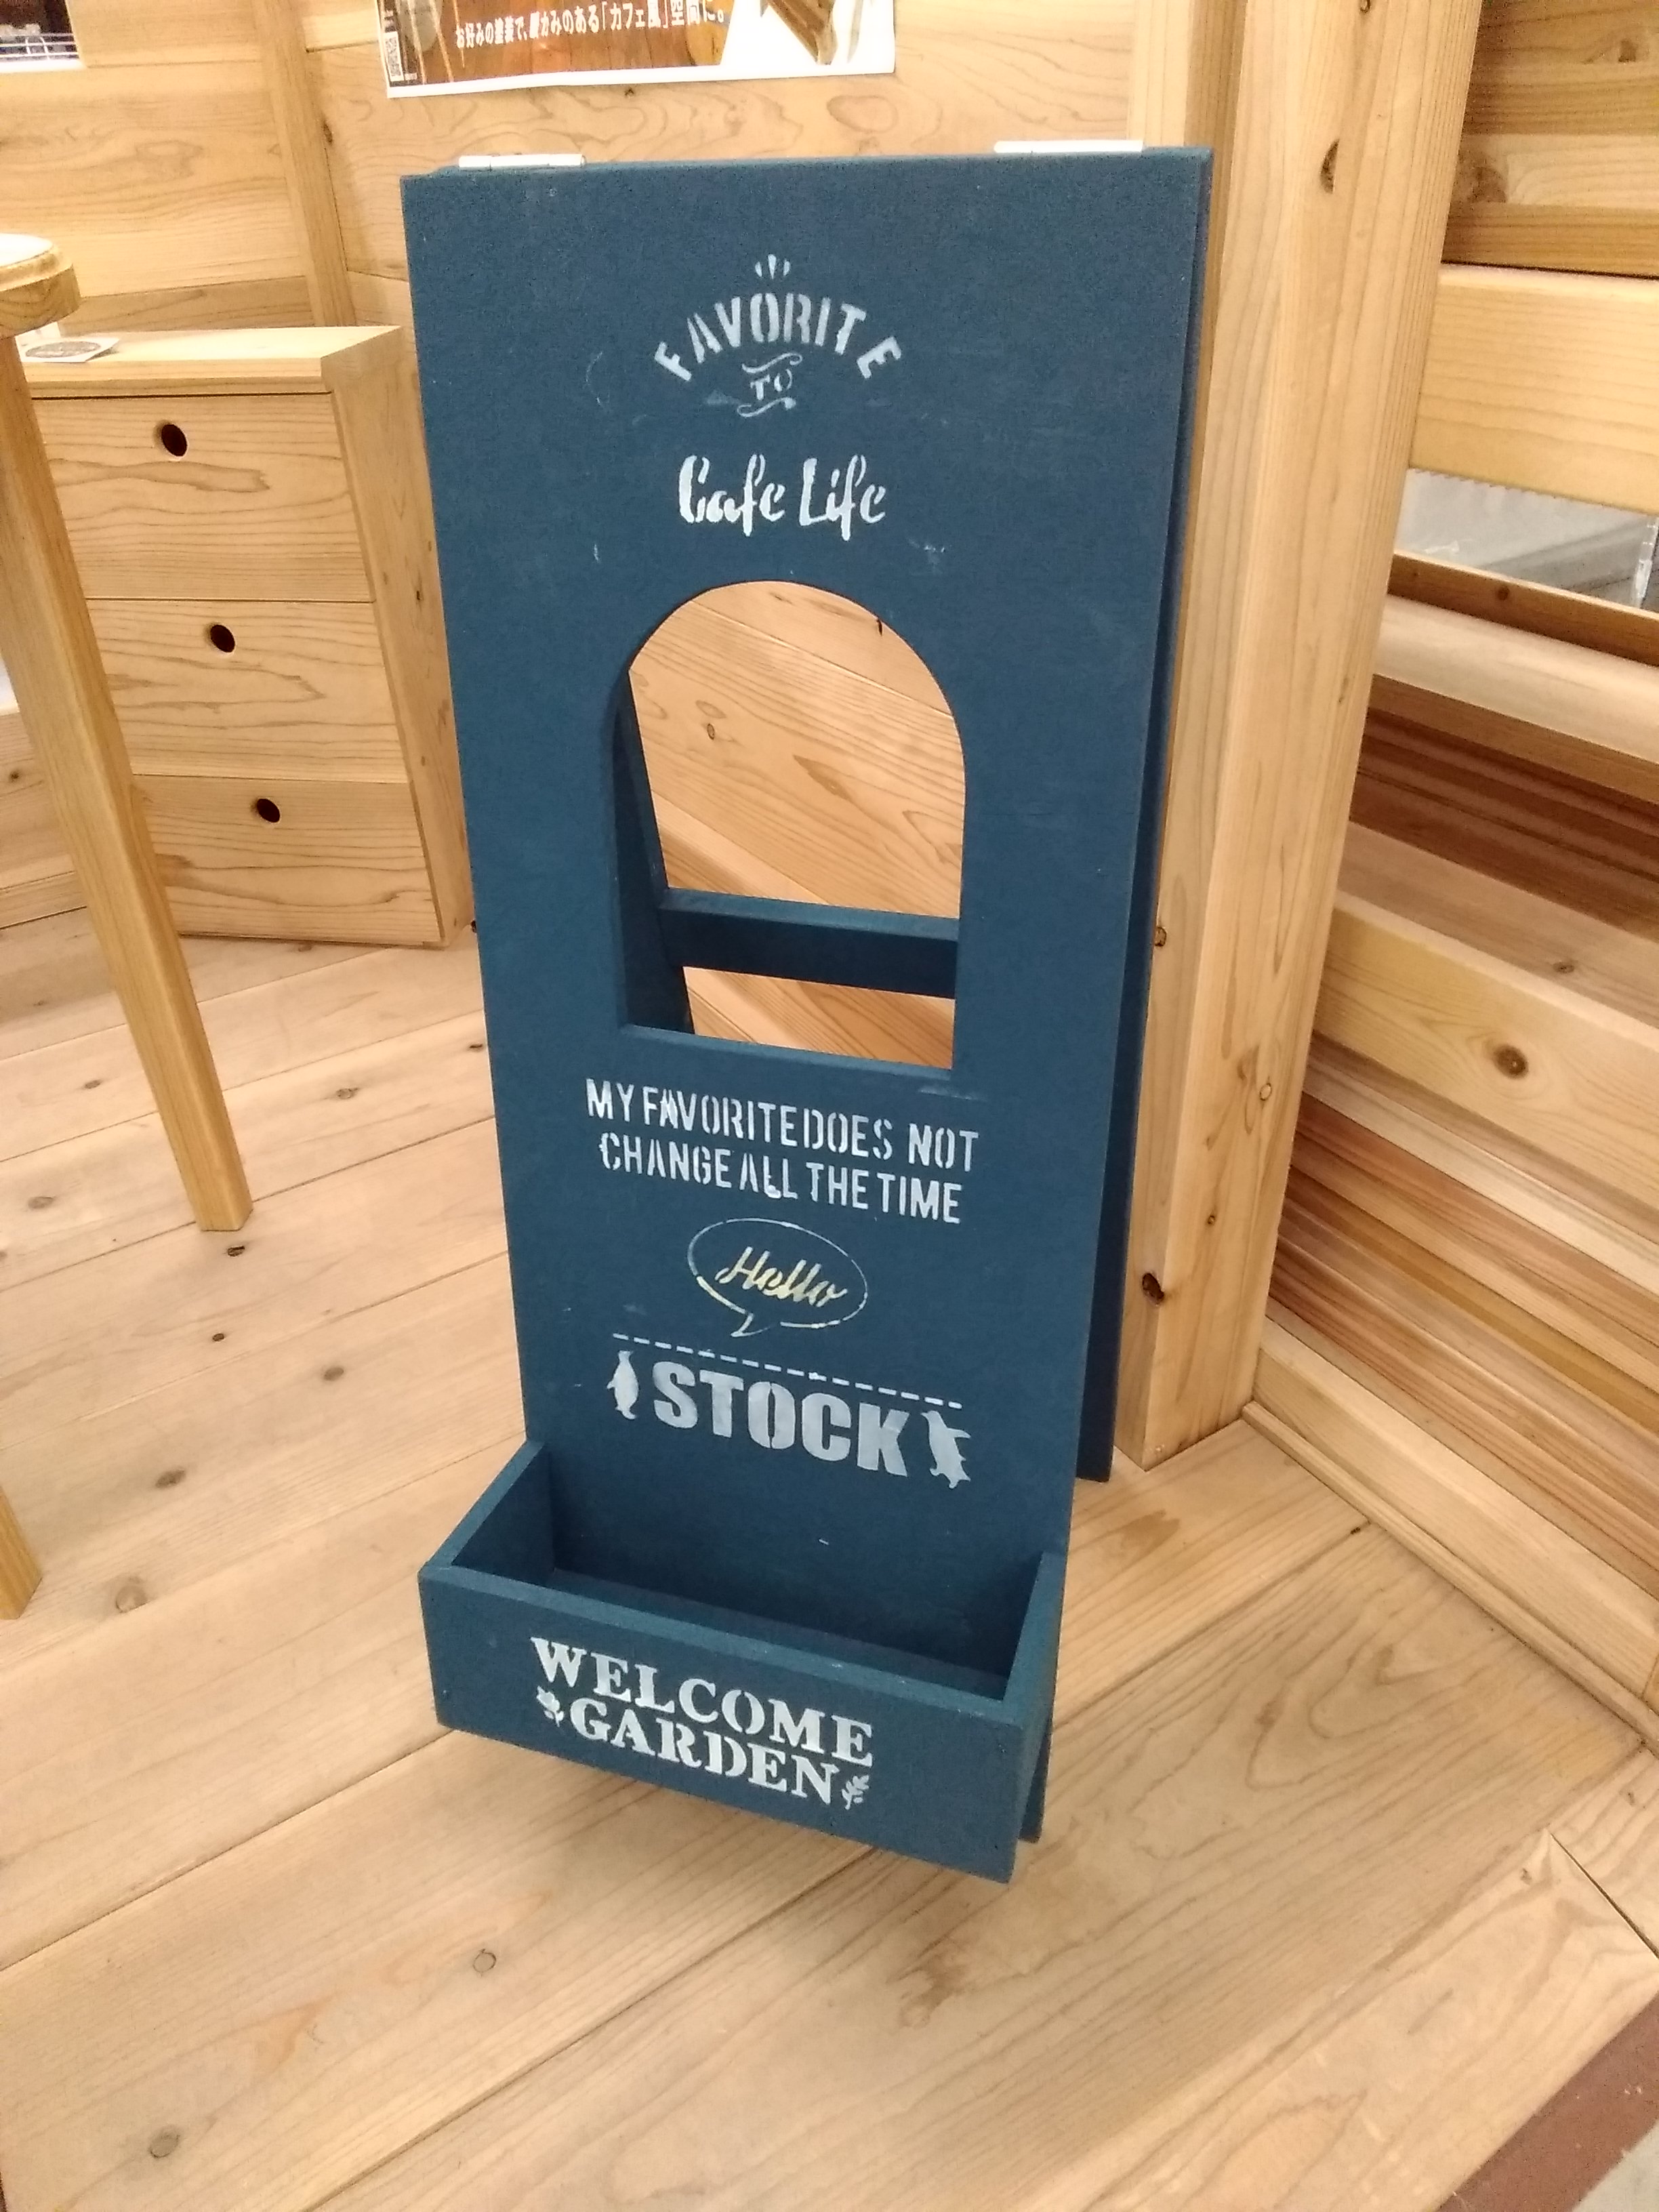 お好みの塗装で、暖かみのある「カフェ風」空間に。
FAVORITE
TO
Cafe Life
MY FAVORITE DOES NOT
CHANGE ALL THE TIME
Hello
STOCK
WELCOME
GARDEN